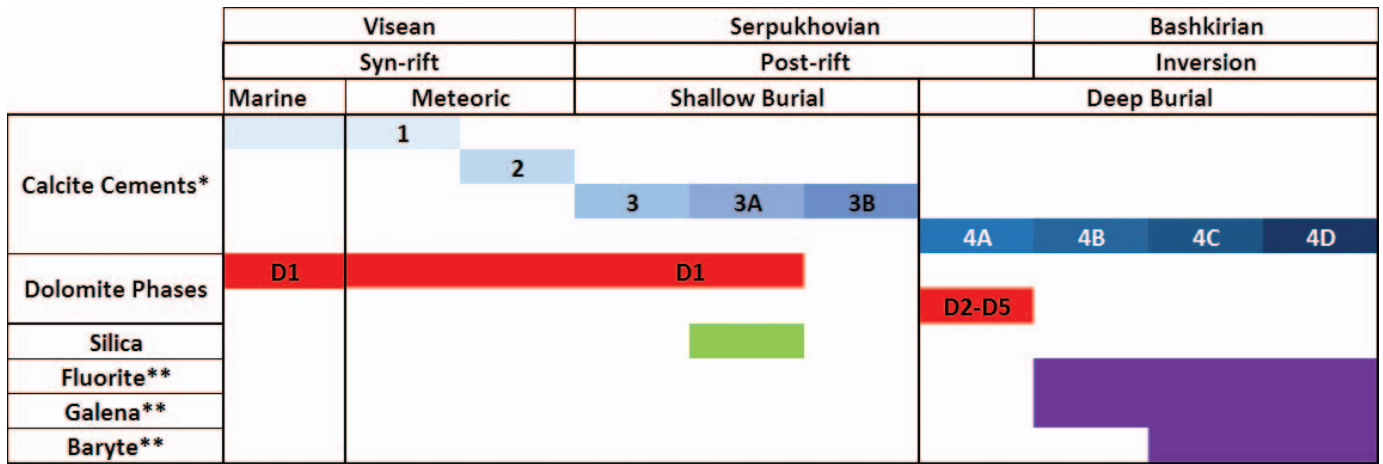 Visean Serpukhovian Bashkirian
Syn-rift Post-rift Inversion
Marine Meteoric Shallow Burial Deep Burial
Calcite Cements*
1
2
3 3A 3B
4A 4B 4C 4D
Dolomite Phases
D1 D1
D2-D5
Silica
Fluorite**
Galena**
Baryte**